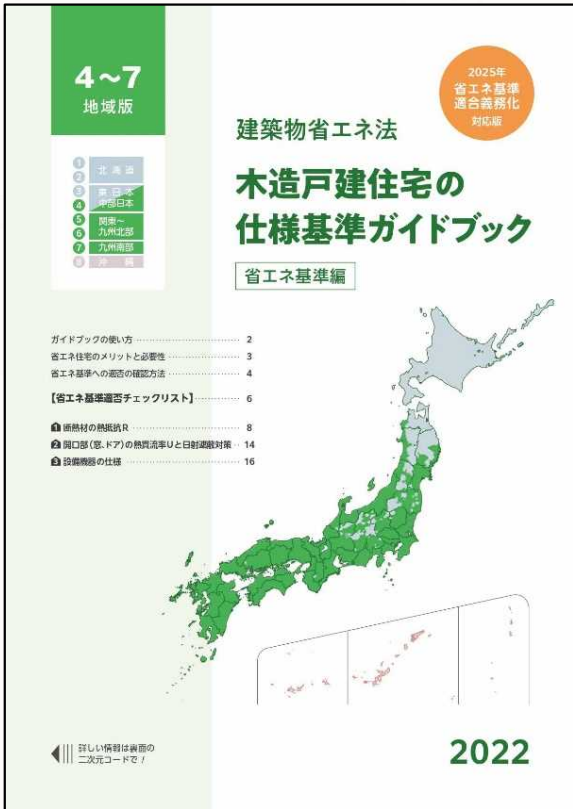 4～7
地域版
2025年
省エネ基準
適合義務化
対応版
1
2
3
4
5
6
7
8
北海道
東日本
中部日本
関東～
九州北部
九州南部
沖縄
建築物省エネ法
木造戸建住宅の
仕様基準ガイドブック
省エネ基準編
ガイドブックの使い方 2
省エネ住宅のメリットと必要性 3
省エネ基準への適否の確認方法 4
【省エネ基準適否チェックリスト】 6
❶ 断熱材の熱抵抗R 8
❷ 開口部(窓、ドア)の熱貫流率Uと日射遮蔽対策 14
❸ 設備機器の仕様 16
詳しい情報は裏面の
二次元コードで！
2022